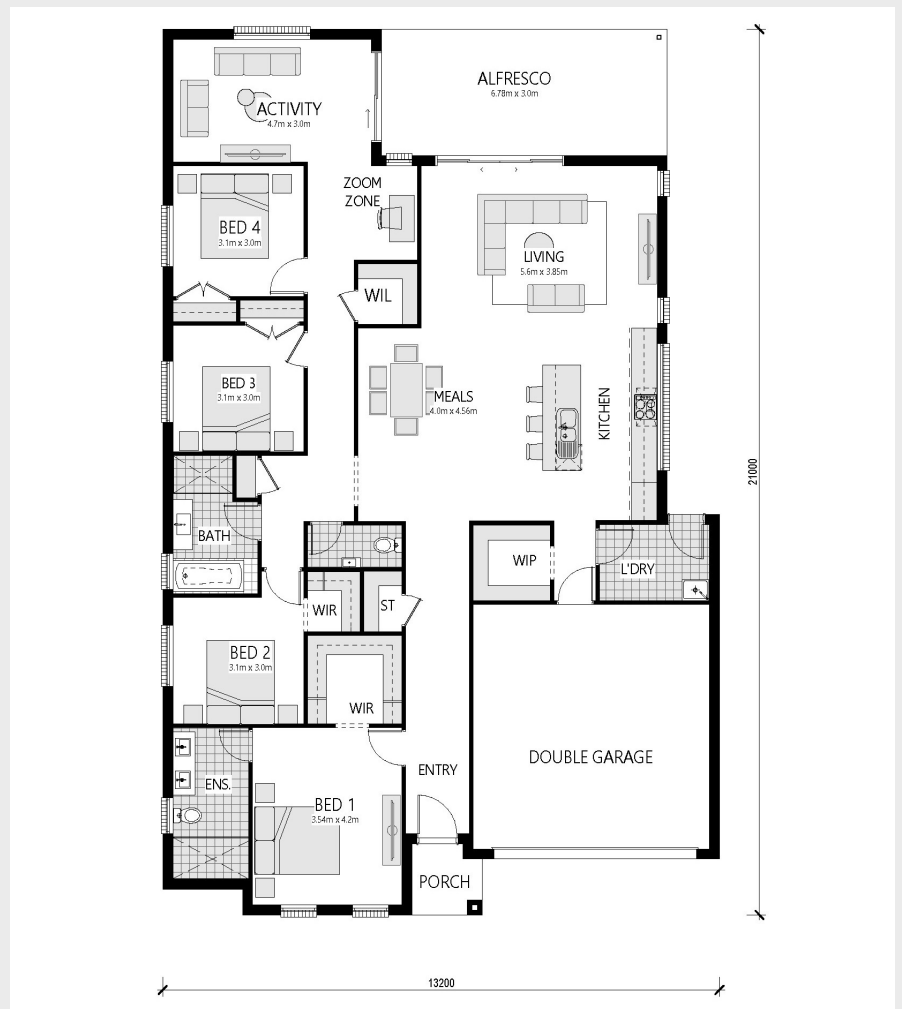 ALFRESCO
6.78m x 3.0m
ACTIVITY
4.7m x 3.0m
ZOOM
ZONE
BED 4
3.1m x 3.0m
LIVING
5.6m x 3.85m
WIL
BED 3
3.1m x 3.0m
MEALS
4.0m x 4.56m
KITCHEN
21000
BATH
WIP
L'DRY
WIR
ST
BED 2
3.1m x 3.0m
WIR
ENS.
ENTRY
DOUBLE GARAGE
BED 1
3.54m x 4.2m
PORCH
13200